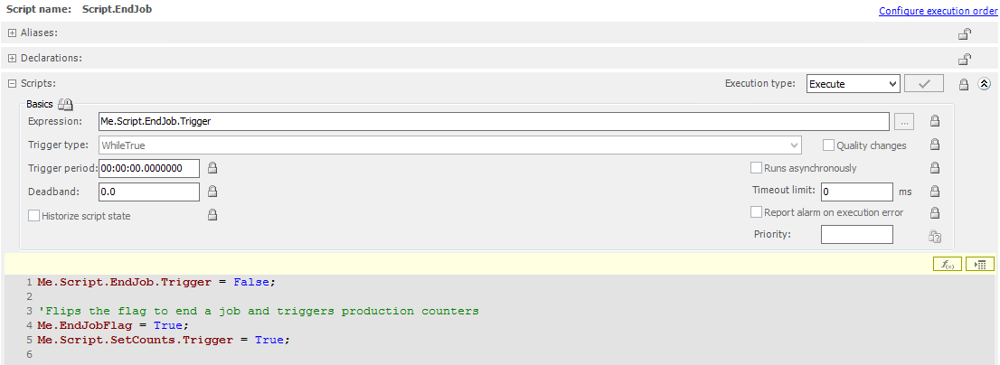 Script name: Script.EndJob
Configure execution order
Aliases:
Declarations:
Scripts: Execution type: Execute
Basics
Expression: Me.Script.EndJob.Trigger ...
Trigger type: WhileTrue Quality changes
Trigger period: 00:00:00.0000000 Runs asynchronously
Deadband: 0.0 Timeout limit: 0 ms
Historize script state Report alarm on execution error
Priority:
f(x)
1 Me.Script.EndJob.Trigger = False;
2
3 'Flips the flag to end a job and triggers production counters
4 Me.EndJobFlag = True;
5 Me.Script.SetCounts.Trigger = True;
6